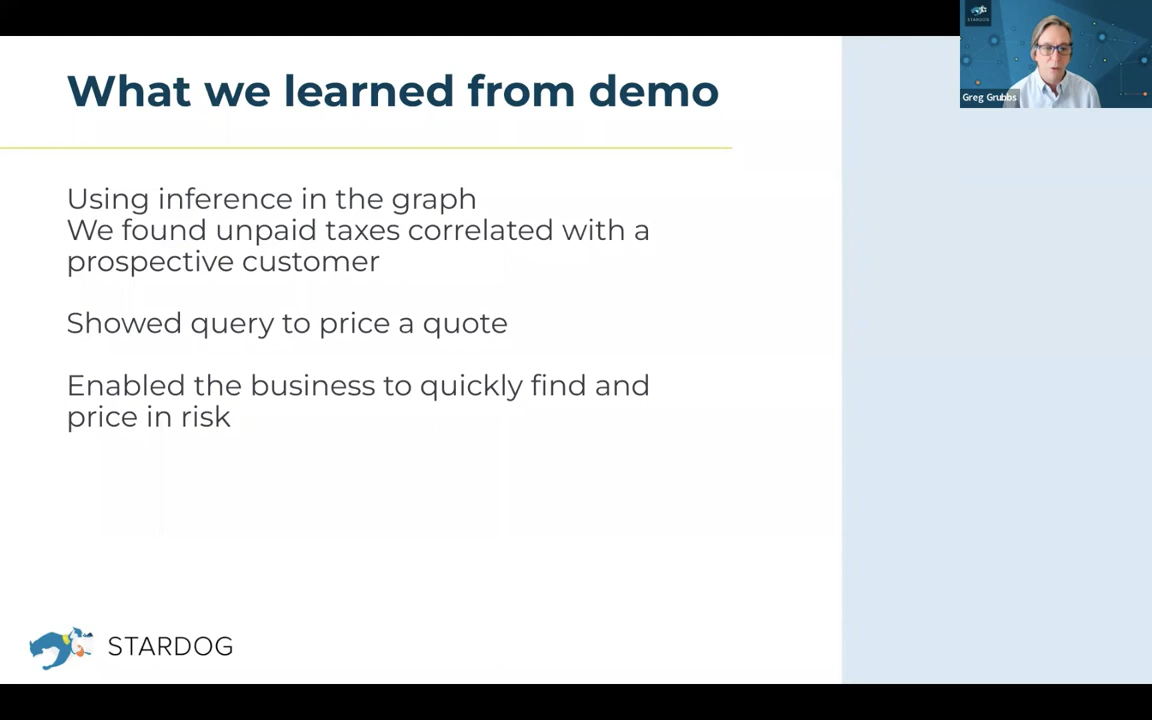 What we learned from demo
Using inference in the graph
We found unpaid taxes correlated with a
prospective customer
Showed query to price a quote
Enabled the business to quickly find and
price in risk
STARDOG
STARDOG
Greg Grubbs